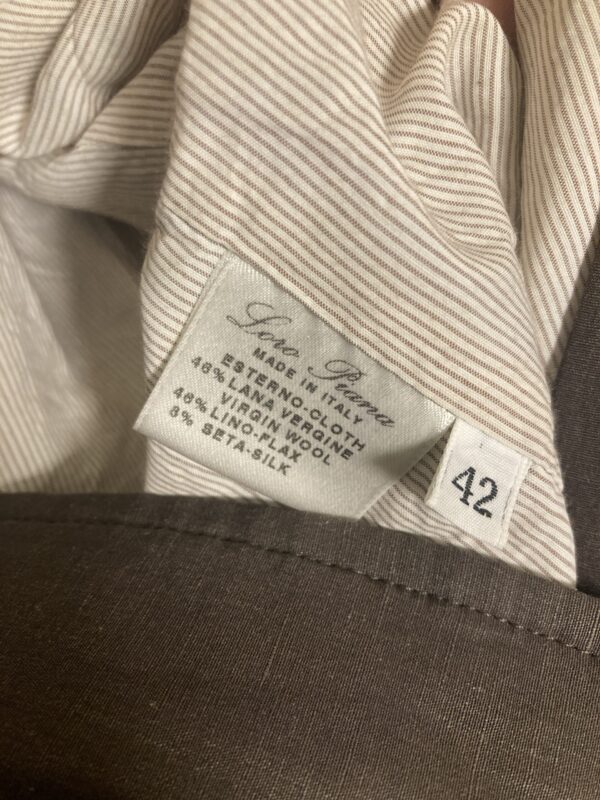 Loro Piana
MADE IN ITALY
ESTERNO-CLOTH
46% LANA VERGINE
VIRGIN WOOL
46% LINO-FLAX
8% SETA-SILK
42